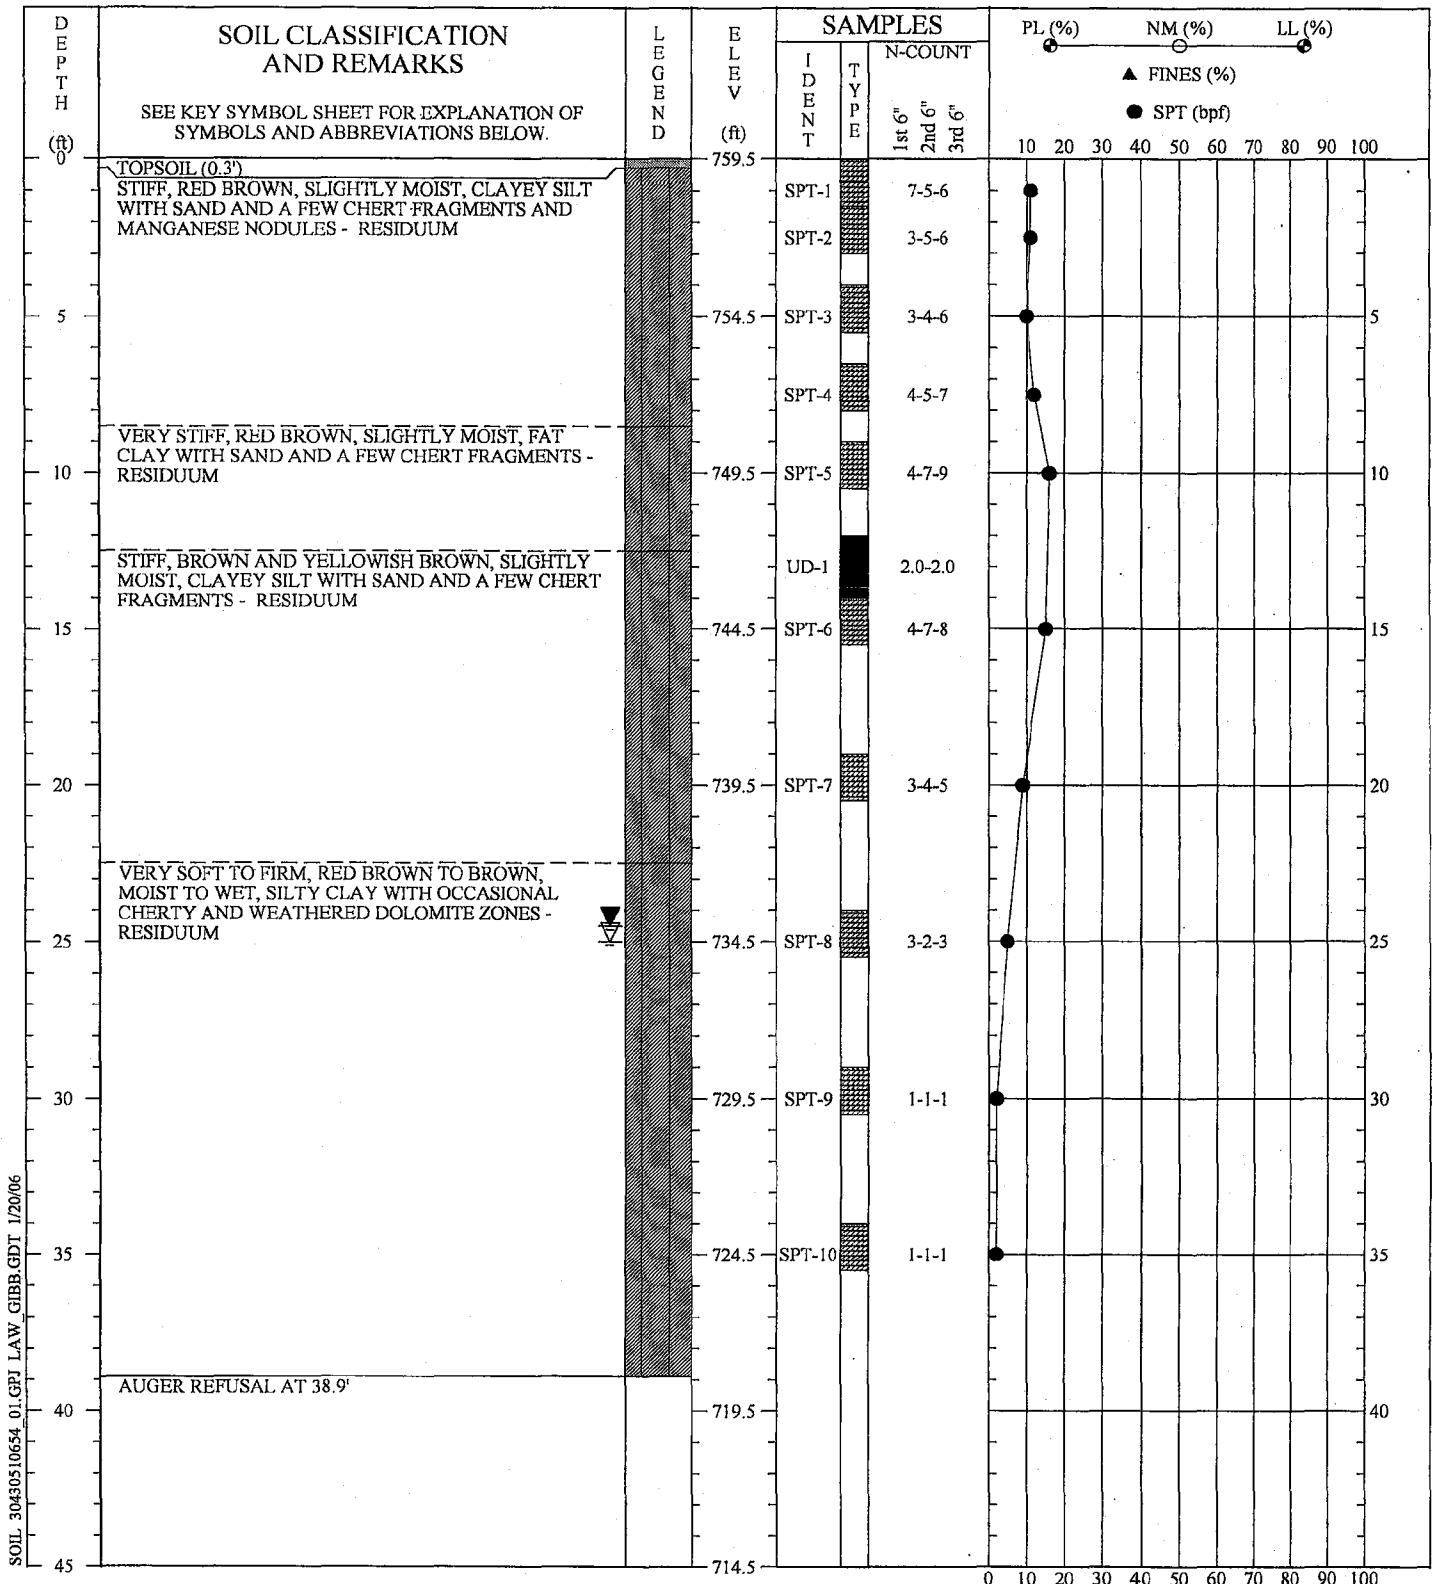 DEPTH
(ft)
SOIL CLASSIFICATION
AND REMARKS
SEE KEY SYMBOL SHEET FOR EXPLANATION OF
SYMBOLS AND ABBREVIATIONS BELOW.
LEGEND
ELEV
(ft)
SAMPLES
IDENT
TYPE
N-COUNT
1st 6"
2nd 6"
3rd 6"
PL (%) NM (%) LL (%)
▲ FINES (%)
● SPT (bpf)
10 20 30 40 50 60 70 80 90 100
0 759.5
TOPSOIL (0.3')
STIFF, RED BROWN, SLIGHTLY MOIST, CLAYEY SILT
WITH SAND AND A FEW CHERT FRAGMENTS AND
MANGANESE NODULES - RESIDUUM
SPT-1 7-5-6
SPT-2 3-5-6
5 754.5 SPT-3 3-4-6 5
SPT-4 4-5-7
VERY STIFF, RED BROWN, SLIGHTLY MOIST, FAT
CLAY WITH SAND AND A FEW CHERT FRAGMENTS -
RESIDUUM
10 749.5 SPT-5 4-7-9 10
STIFF, BROWN AND YELLOWISH BROWN, SLIGHTLY
MOIST, CLAYEY SILT WITH SAND AND A FEW CHERT
FRAGMENTS - RESIDUUM
UD-1 2.0-2.0
15 744.5 SPT-6 4-7-8 15
20 739.5 SPT-7 3-4-5 20
VERY SOFT TO FIRM, RED BROWN TO BROWN,
MOIST TO WET, SILTY CLAY WITH OCCASIONAL
CHERTY AND WEATHERED DOLOMITE ZONES -
RESIDUUM
25 734.5 SPT-8 3-2-3 25
30 729.5 SPT-9 1-1-1 30
35 724.5 SPT-10 1-1-1 35
AUGER REFUSAL AT 38.9'
40 719.5 40
45 714.5
0 10 20 30 40 50 60 70 80 90 100
SOIL 30430510654_01.GPJ LAW_GIBB.GDT 1/20/06